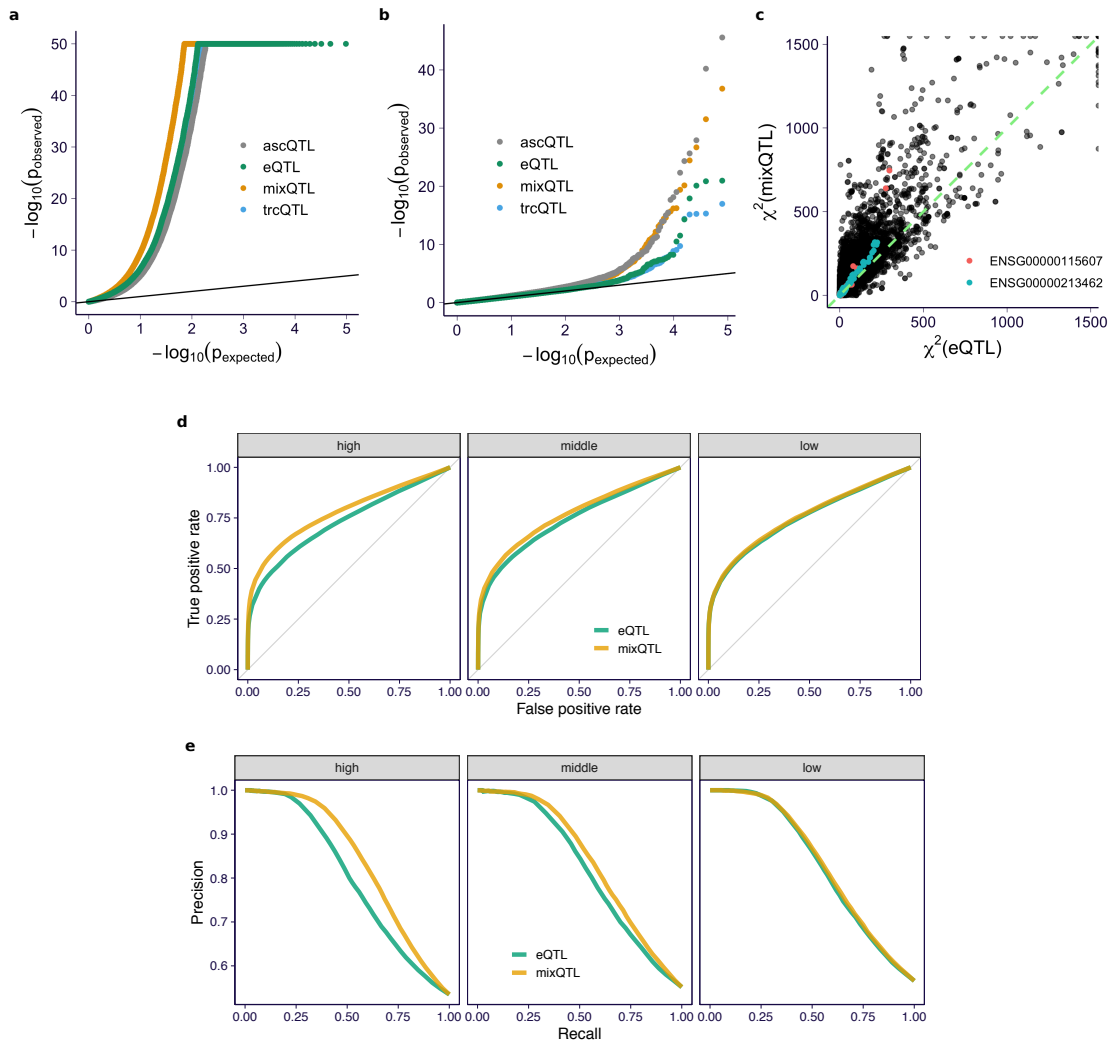 a
50
40
30
20
10
0
−log10(pobserved)
ascQTL
eQTL
mixQTL
trcQTL
0 1 2 3 4 5
−log10(pexpected)
b
40
30
20
10
0
−log10(pobserved)
ascQTL
eQTL
mixQTL
trcQTL
0 1 2 3 4 5
−log10(pexpected)
c
1500
1000
500
0
χ2(mixQTL)
ENSG00000115607
ENSG00000213462
0 500 1000 1500
χ2(eQTL)
d
high middle low
1.00
0.75
0.50
0.25
0.00
True positive rate
eQTL
mixQTL
0.00 0.25 0.50 0.75 1.00 0.00 0.25 0.50 0.75 1.00 0.00 0.25 0.50 0.75 1.00
False positive rate
e
high middle low
1.0
0.9
0.8
0.7
0.6
Precision
eQTL
mixQTL
0.00 0.25 0.50 0.75 1.00 0.00 0.25 0.50 0.75 1.00 0.00 0.25 0.50 0.75 1.00
Recall